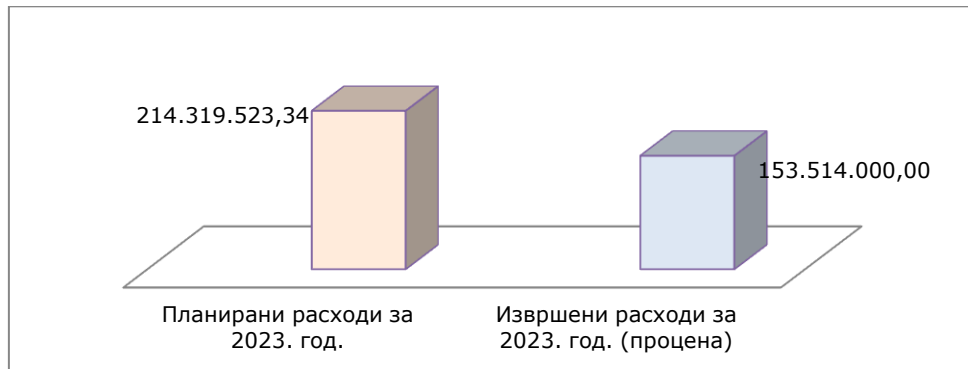 214.319.523,34
153.514.000,00
Планирани расходи за
2023. год.
Извршени расходи за
2023. год. (процена)